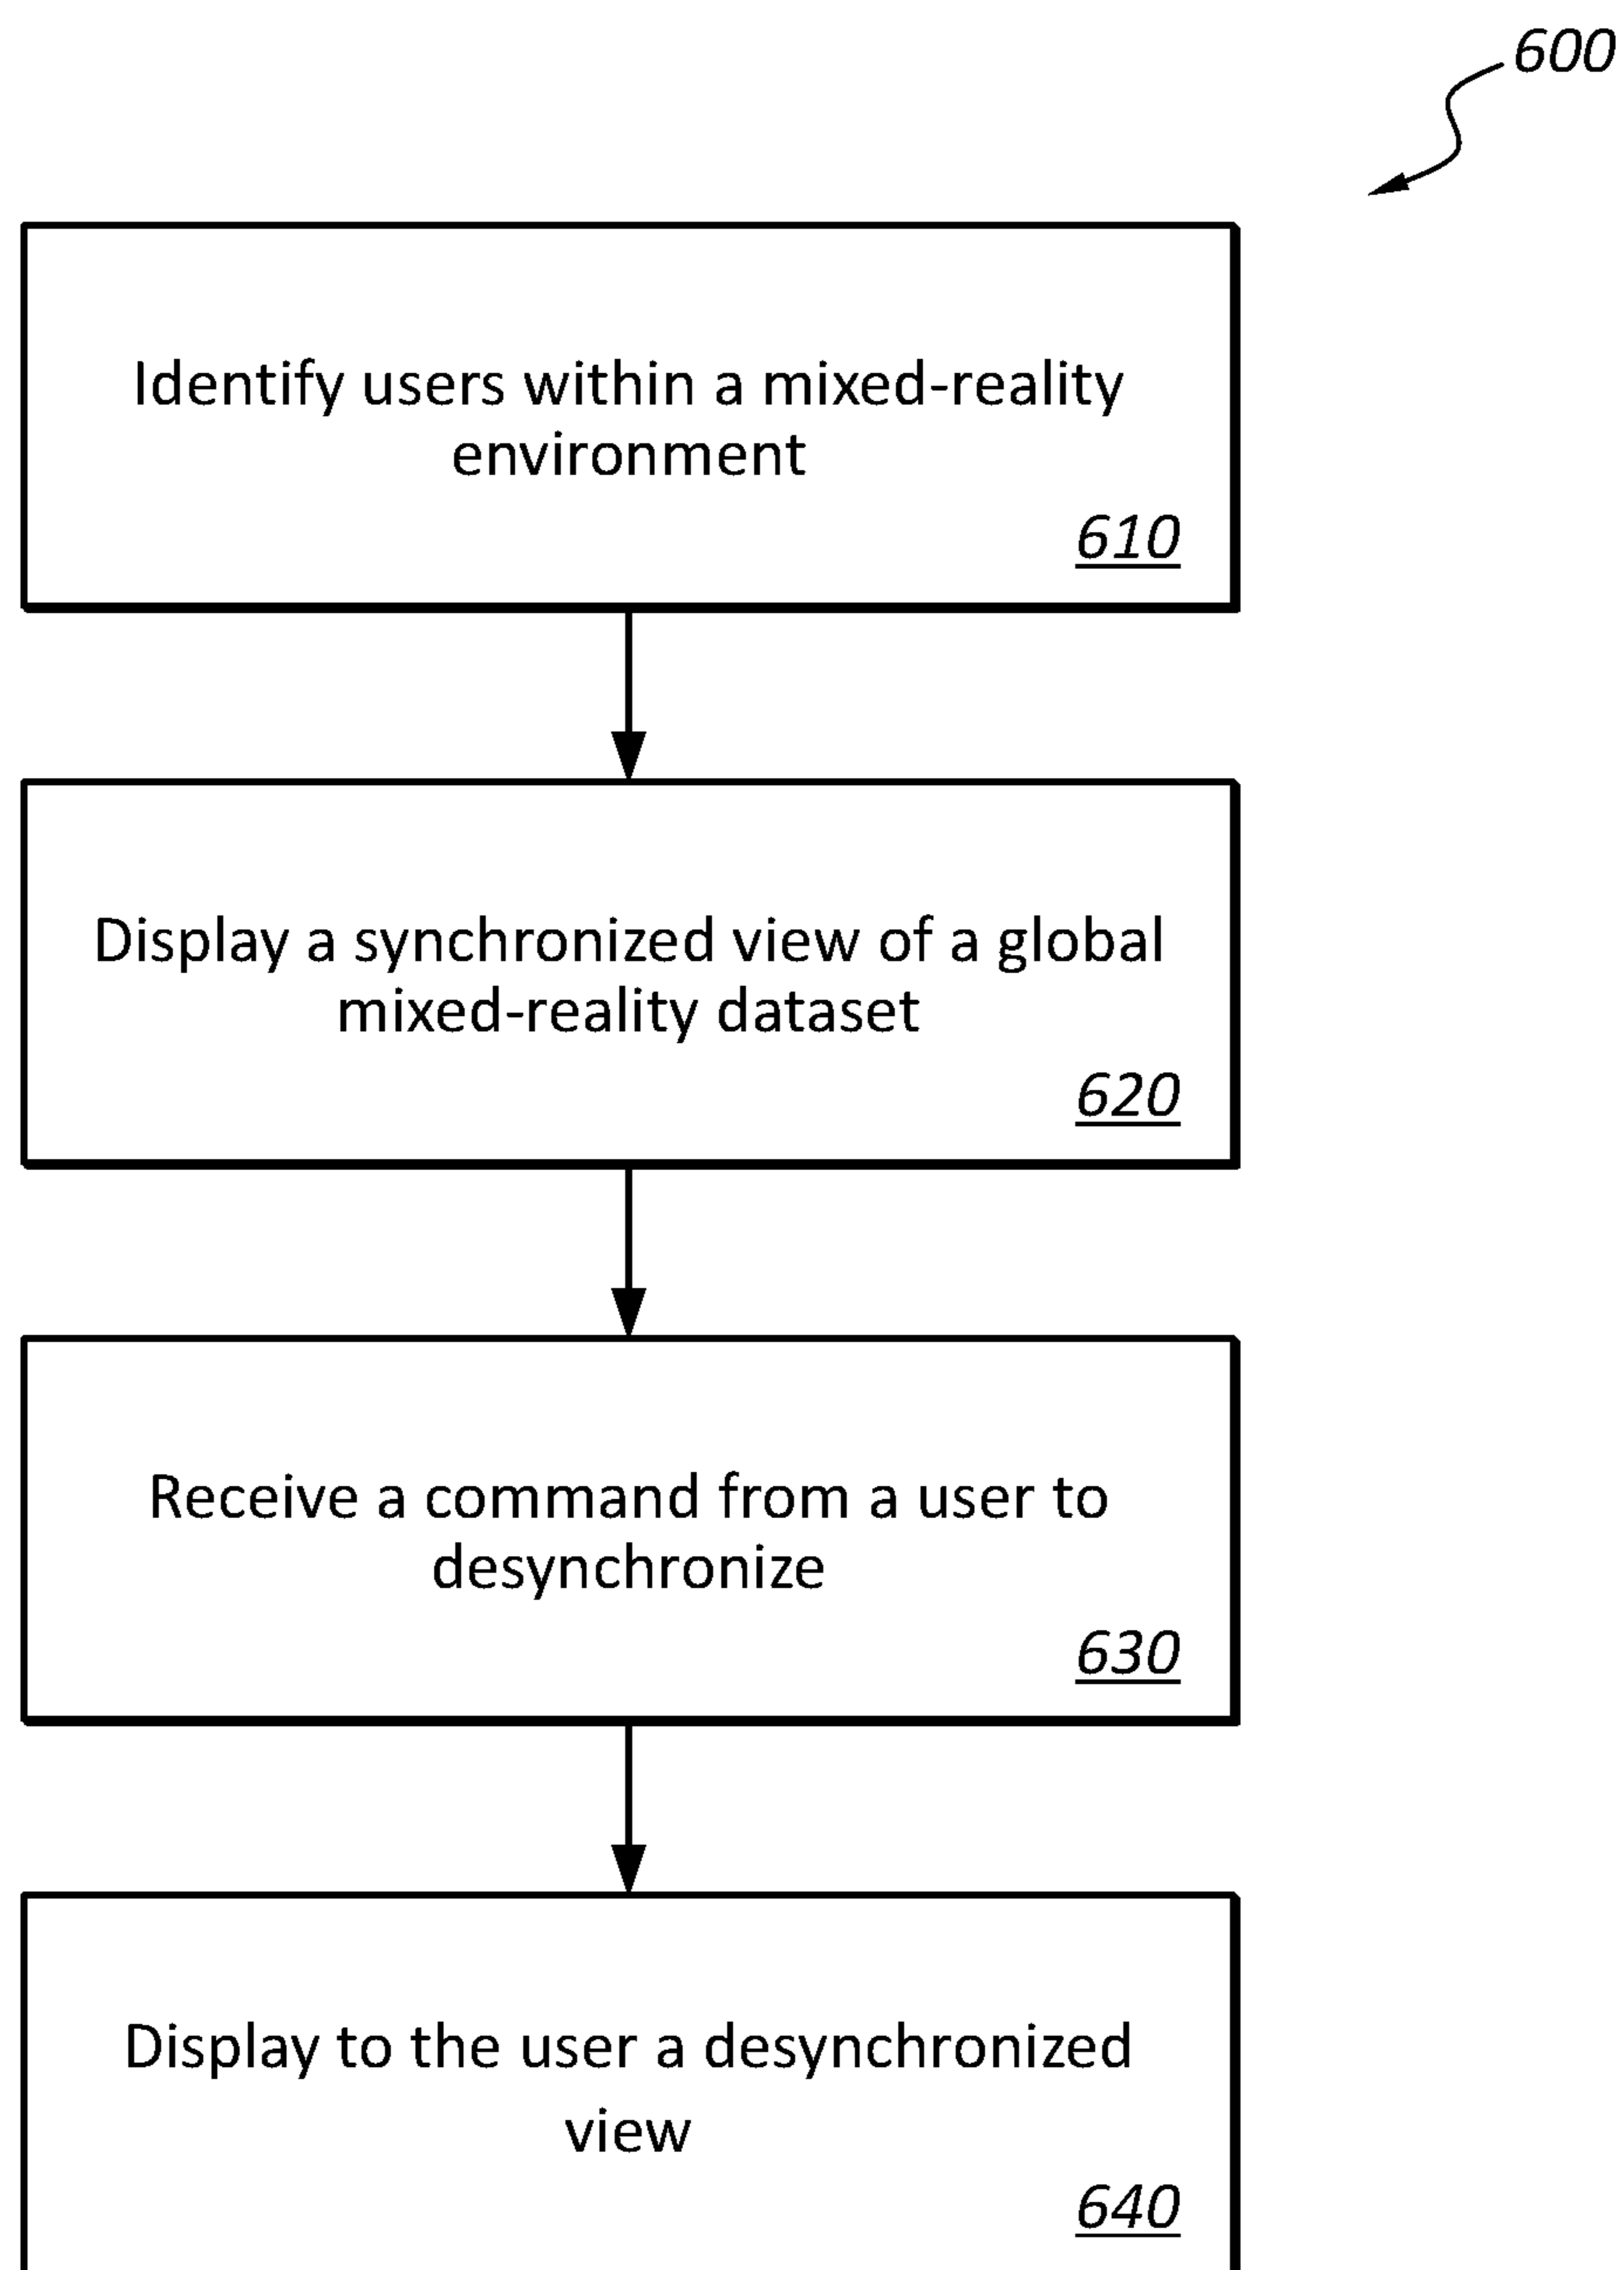 600
Identify users within a mixed-reality
environment
610
Display a synchronized view of a global
mixed-reality dataset
620
Receive a command from a user to
desynchronize
630
Display to the user a desynchronized
view
640